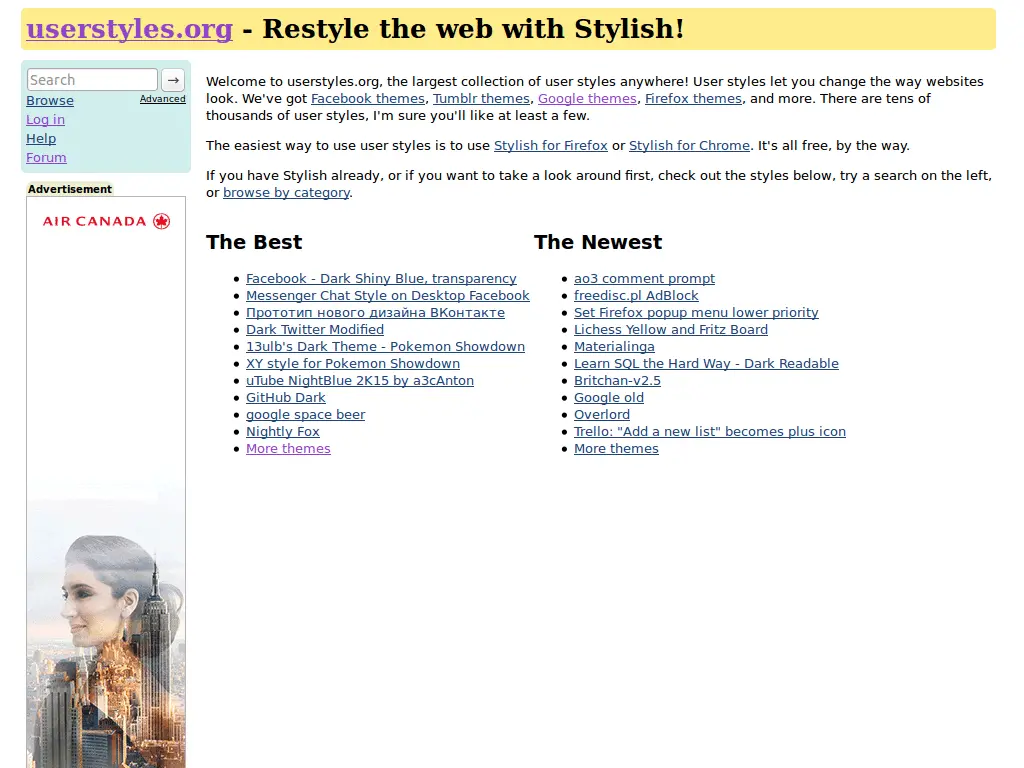 userstyles.org - Restyle the web with Stylish!
Search →
Browse Advanced
Log in
Help
Forum
Advertisement
AIR CANADA
Welcome to userstyles.org, the largest collection of user styles anywhere! User styles let you change the way websites
look. We've got Facebook themes, Tumblr themes, Google themes, Firefox themes, and more. There are tens of
thousands of user styles, I'm sure you'll like at least a few.
The easiest way to use user styles is to use Stylish for Firefox or Stylish for Chrome. It's all free, by the way.
If you have Stylish already, or if you want to take a look around first, check out the styles below, try a search on the left,
or browse by category.
The Best
Facebook - Dark Shiny Blue, transparency
Messenger Chat Style on Desktop Facebook
Прототип нового дизайна ВКонтакте
Dark Twitter Modified
13ulb's Dark Theme - Pokemon Showdown
XY style for Pokemon Showdown
uTube NightBlue 2K15 by a3cAnton
GitHub Dark
google space beer
Nightly Fox
More themes
The Newest
ao3 comment prompt
freedisc.pl AdBlock
Set Firefox popup menu lower priority
Lichess Yellow and Fritz Board
Materialinga
Learn SQL the Hard Way - Dark Readable
Britchan-v2.5
Google old
Overlord
Trello: "Add a new list" becomes plus icon
More themes